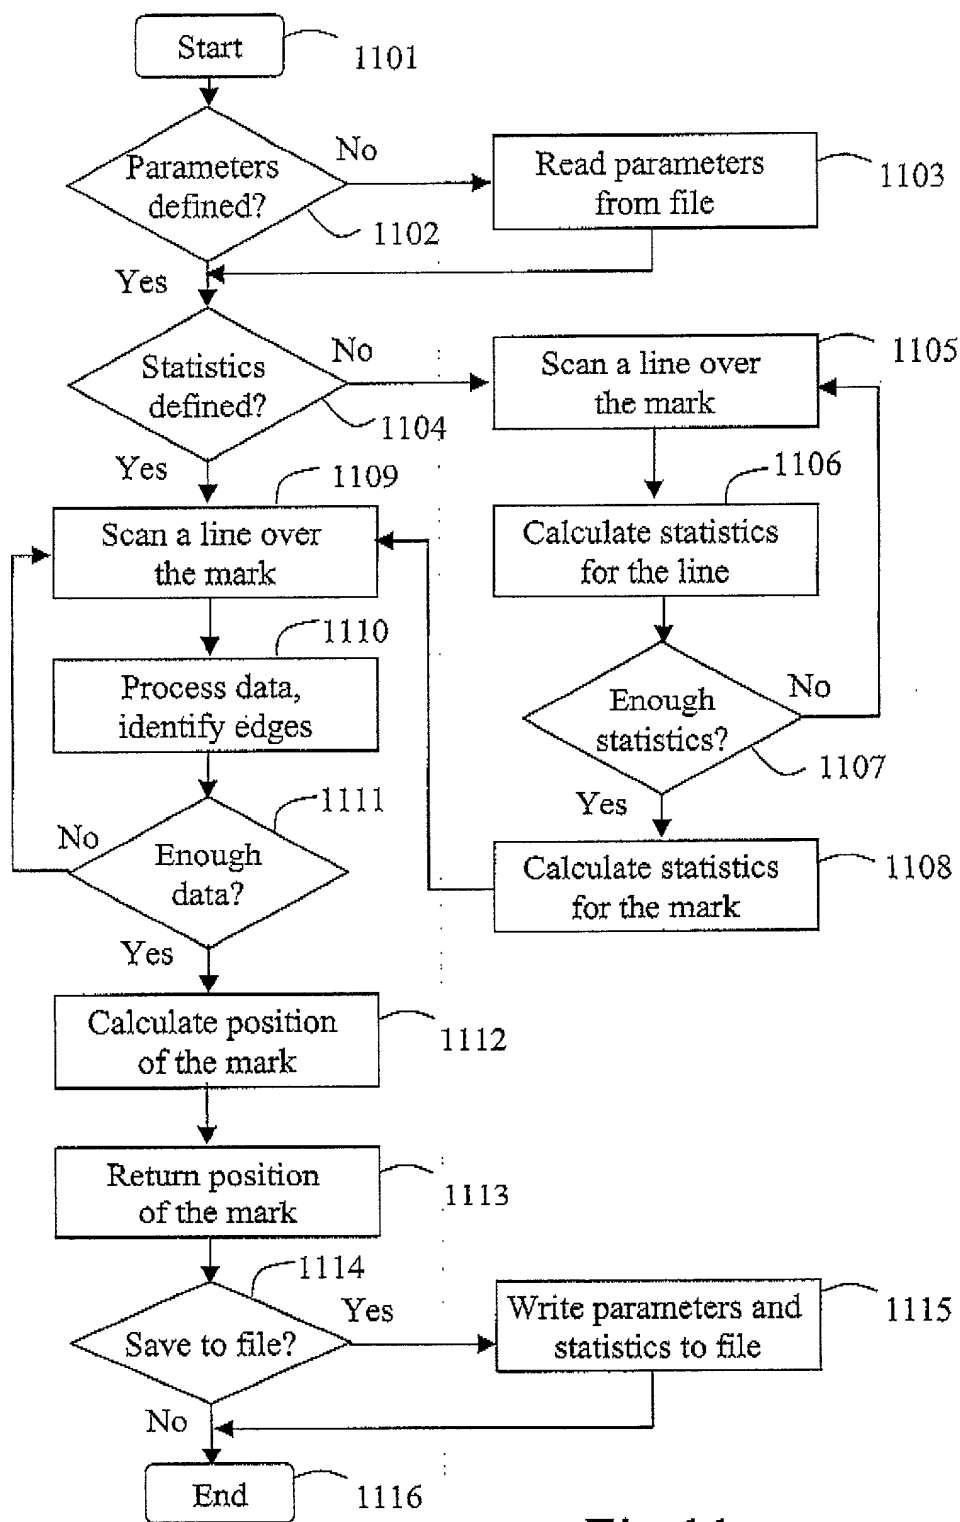 Start
1101
Parameters
defined?
No
1102
Read parameters
from file
1103
Yes
Statistics
defined?
No
1104
Scan a line over
the mark
1105
Yes
1109
Scan a line over
the mark
1106
Calculate statistics
for the line
1110
Process data,
identify edges
Enough
statistics?
No
1107
1111
No
Enough
data?
Yes
Calculate statistics
for the mark
1108
Yes
Calculate position
of the mark
1112
Return position
of the mark
1113
1114
Save to file?
Yes
Write parameters and
statistics to file
1115
No
End
1116